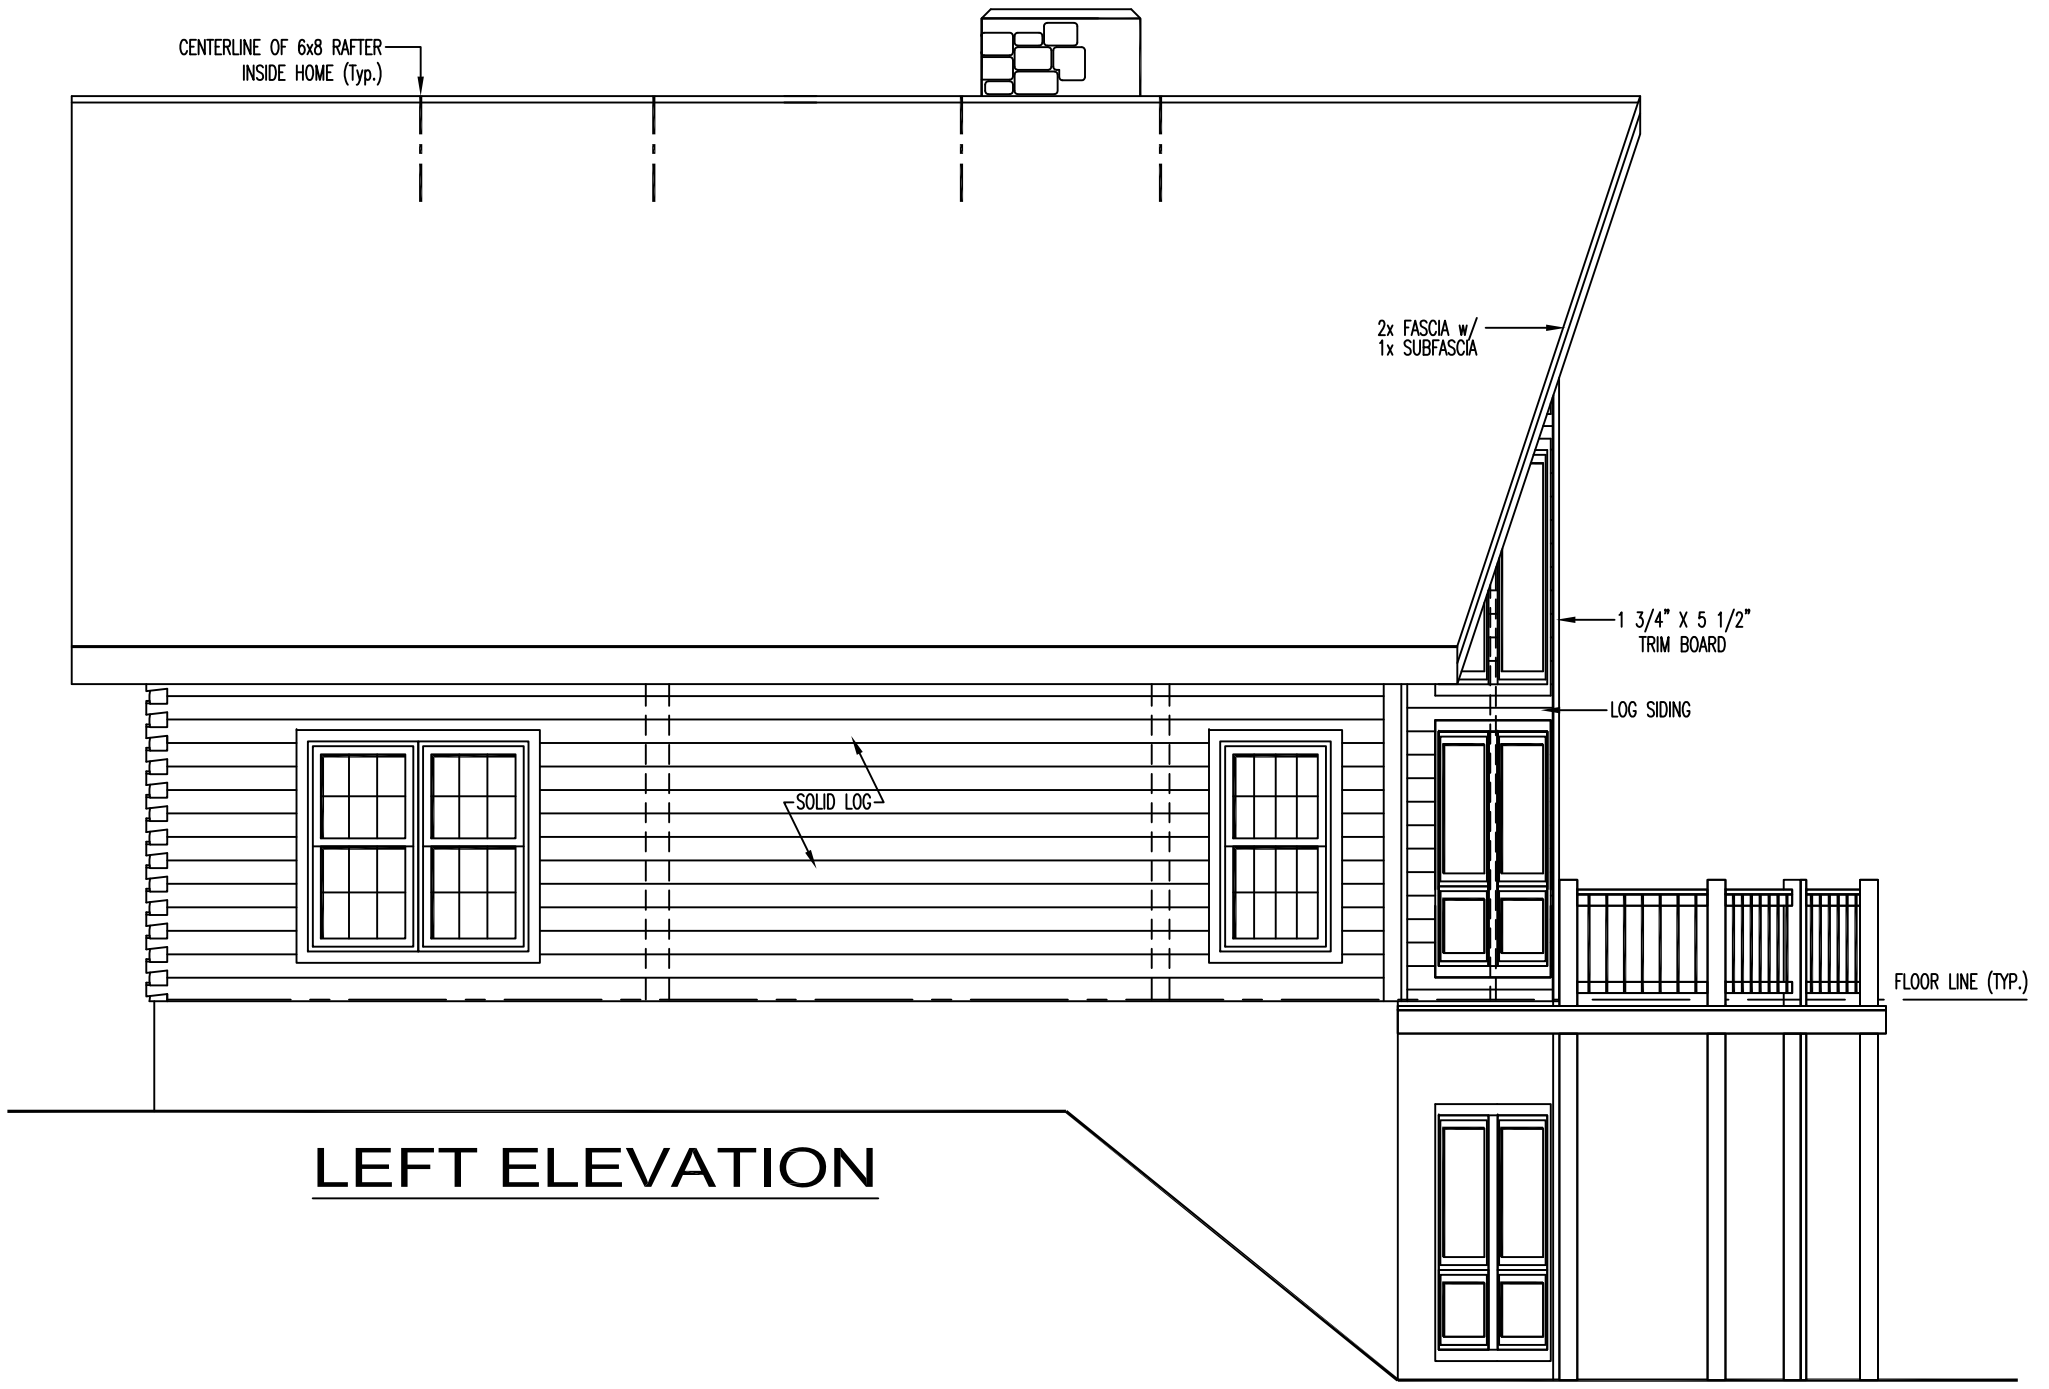 CENTERLINE OF 6x8 RAFTER
INSIDE HOME (Typ.)
2x FASCIA w/
1x SUBFASCIA
1 3/4" X 5 1/2"
TRIM BOARD
LOG SIDING
SOLID LOG
FLOOR LINE (TYP.)
LEFT ELEVATION